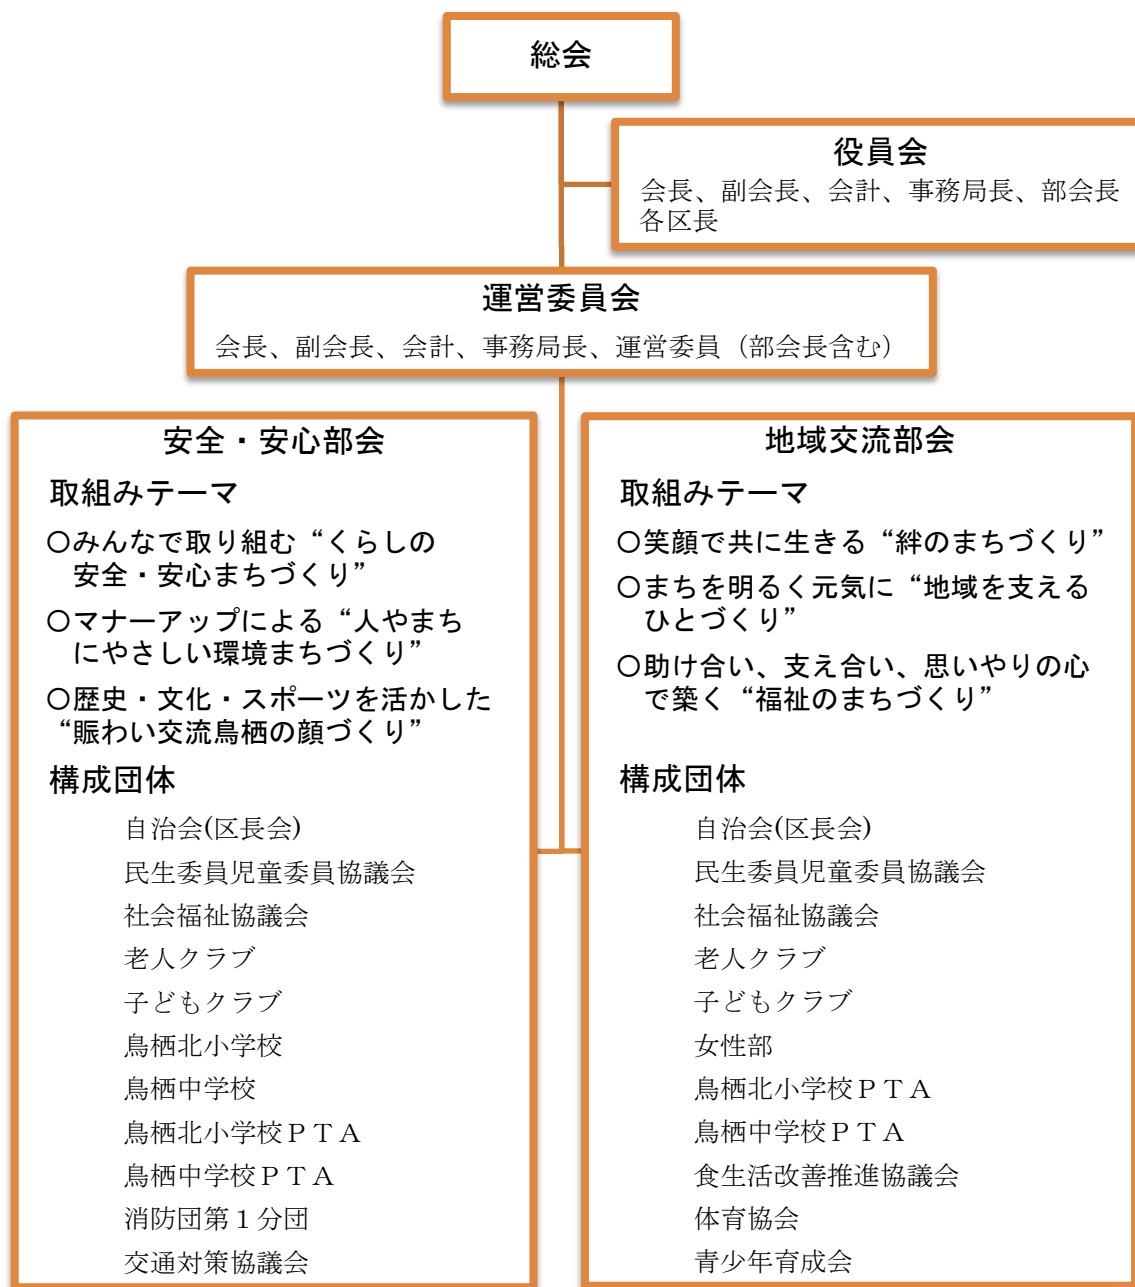 総会
役員会
会長、副会長、会計、事務局長、部会長
各区長
運営委員会
会長、副会長、会計、事務局長、運営委員（部会長含む）
安全・安心部会
取組みテーマ
○みんなで取り組む“くらしの
安全・安心まちづくり”
○マナーアップによる“人やまち
にやさしい環境まちづくり”
○歴史・文化・スポーツを活かした
“賑わい交流鳥栖の顔づくり”
構成団体
自治会(区長会)
民生委員児童委員協議会
社会福祉協議会
老人クラブ
子どもクラブ
鳥栖北小学校
鳥栖中学校
鳥栖北小学校ＰＴＡ
鳥栖中学校ＰＴＡ
消防団第１分団
交通対策協議会
地域交流部会
取組みテーマ
○笑顔で共に生きる“絆のまちづくり”
○まちを明るく元気に“地域を支える
ひとづくり”
○助け合い、支え合い、思いやりの心
で築く“福祉のまちづくり”
構成団体
自治会(区長会)
民生委員児童委員協議会
社会福祉協議会
老人クラブ
子どもクラブ
女性部
鳥栖北小学校ＰＴＡ
鳥栖中学校ＰＴＡ
食生活改善推進協議会
体育協会
青少年育成会